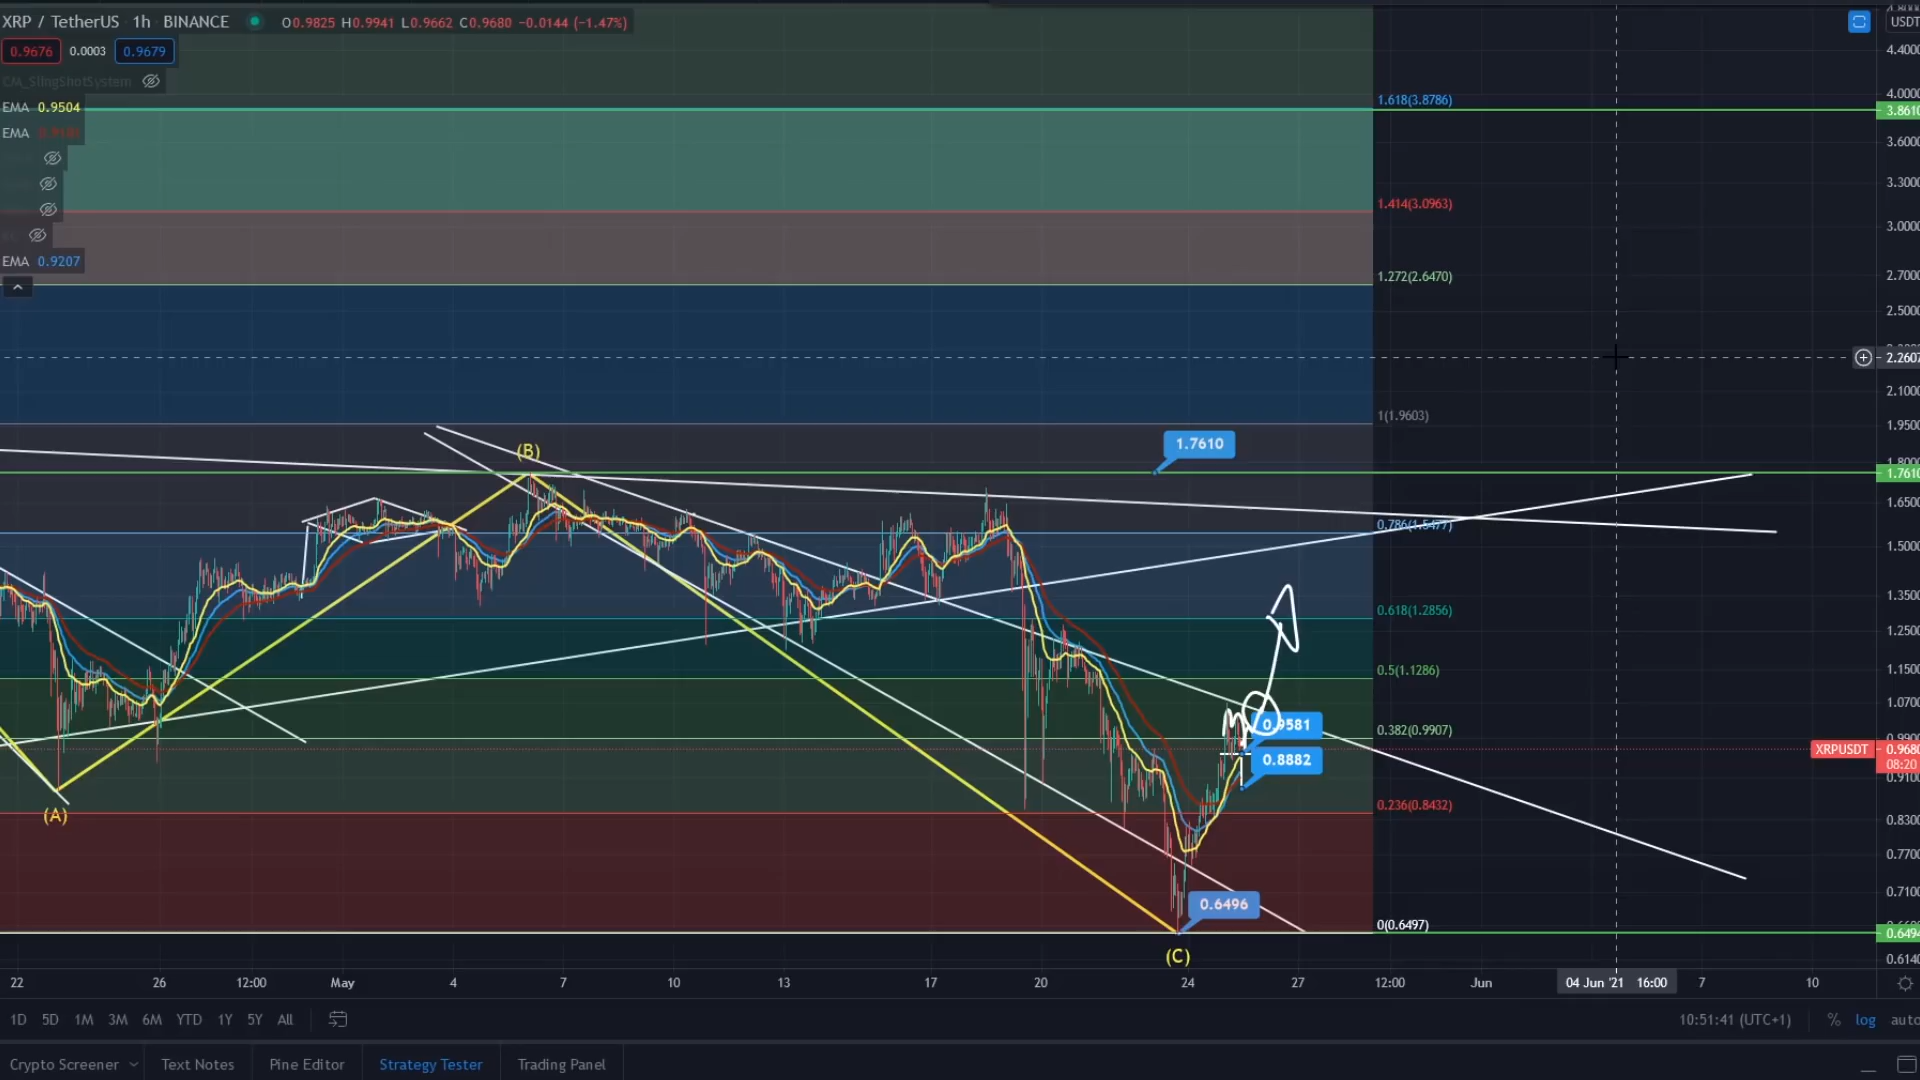 XRP / TetherUS · 1h · BINANCE O0.9825 H0.9941 L0.9662 C0.9680 −0.0144 (−1.47%)
0.9676 0.0003 0.9679
CM_SlingShotSystem
EMA 0.9504
EMA
EMA 0.9207
USDT
4.4000
4.0000
3.8610
3.6000
3.3000
3.0000
2.7000
2.5000
2.2607
2.1000
1.9500
1.8000
1.7610
1.6500
1.5000
1.3500
1.2500
1.1500
1.0700
XRPUSDT 0.9680
08:20
0.9100
0.8300
0.7700
0.7100
0.6494
0.6140
1.618(3.8786)
1.414(3.0963)
1.272(2.6470)
1(1.9603)
0.786(1.5477)
0.618(1.2856)
0.5(1.1286)
0.382(0.9907)
0.236(0.8432)
0(0.6497)
1.7610
(B)
0.9581
0.8882
(A)
0.6496
(C)
22 26 12:00 May 4 7 10 13 17 20 24 27 12:00 Jun 04 Jun '21 16:00 7 10
1D 5D 1M 3M 6M YTD 1Y 5Y All 10:51:41 (UTC+1) % log auto
Crypto Screener Text Notes Pine Editor Strategy Tester Trading Panel